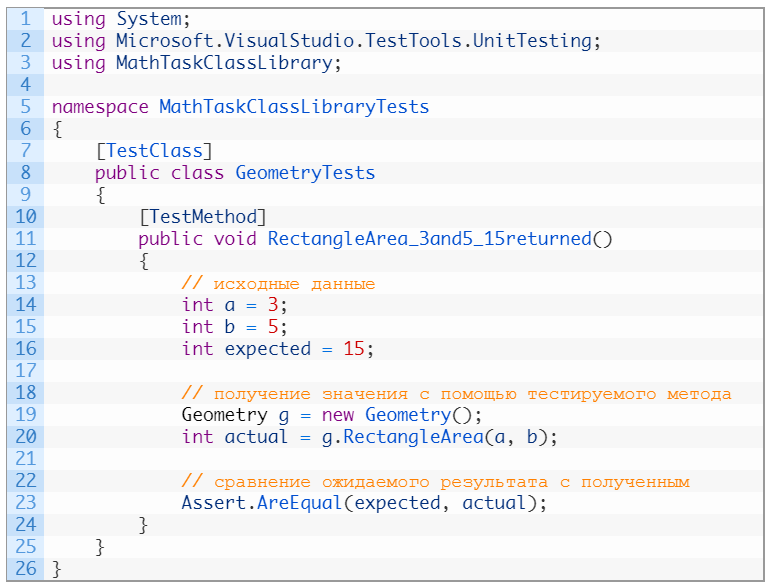 1 using System;
2 using Microsoft.VisualStudio.TestTools.UnitTesting;
3 using MathTaskClassLibrary;
4
5 namespace MathTaskClassLibraryTests
6 {
7     [TestClass]
8     public class GeometryTests
9     {
10         [TestMethod]
11         public void RectangleArea_3and5_15returned()
12         {
13             // исходные данные
14             int a = 3;
15             int b = 5;
16             int expected = 15;
17
18             // получение значения с помощью тестируемого метода
19             Geometry g = new Geometry();
20             int actual = g.RectangleArea(a, b);
21
22             // сравнение ожидаемого результата с полученным
23             Assert.AreEqual(expected, actual);
24         }
25     }
26 }